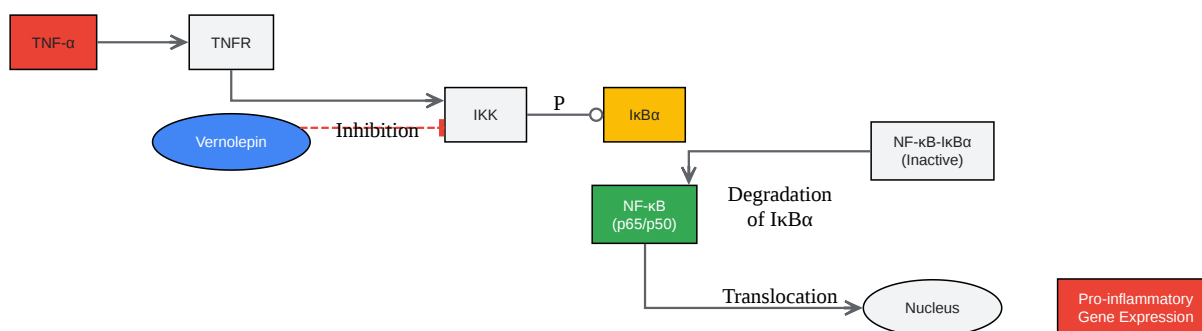 TNF-α
TNFR
IKK
P
IκBα
Vernolepin
Inhibition
NF-κB-IκBα
(Inactive)
NF-κB
(p65/p50)
Degradation
of IκBα
Translocation
Nucleus
Pro-inflammatory
Gene Expression